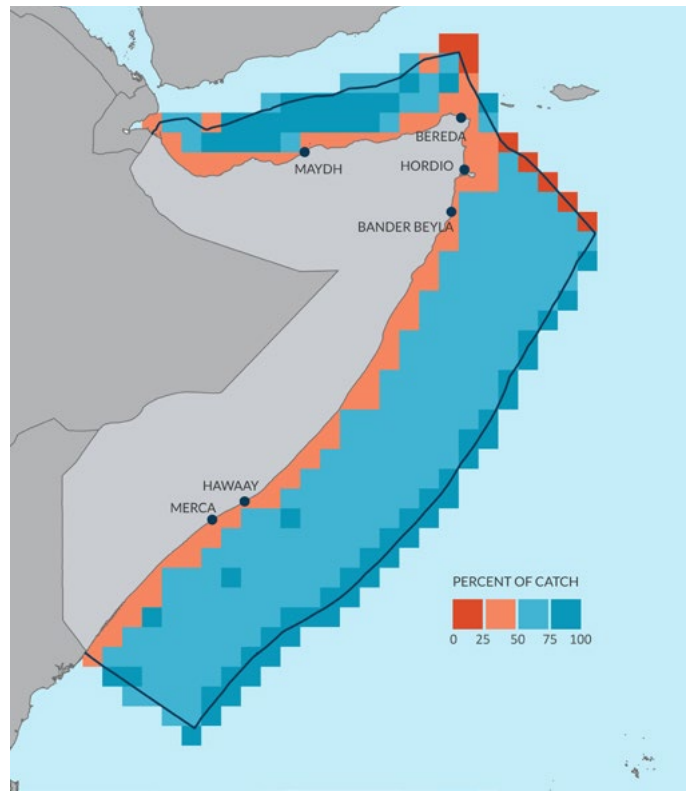 BEREDA
MAYDH
HORDIO
BANDER BEYLA
HAWAAY
MERCA
PERCENT OF CATCH
0 25 50 75 100